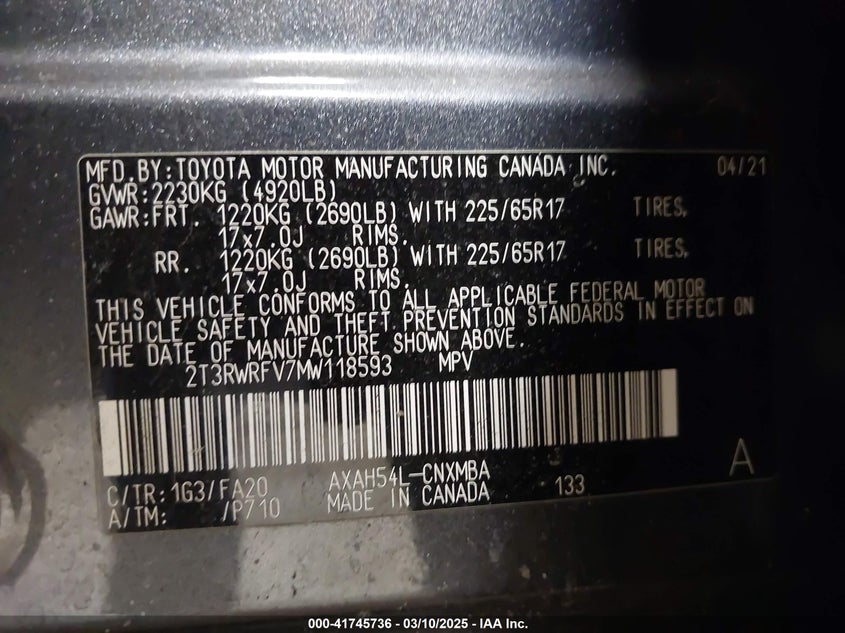 MFD.BY:TOYOTA MOTOR MANUFACTURING CANADA INC. 04/21
GVWR:2230KG (4920LB)
GAWR:FRT. 1220KG (2690LB) WITH 225/65R17 TIRES,
17x7.0J RIMS.
RR. 1220KG (2690LB) WITH 225/65R17 TIRES,
17x7.0J RIMS.
THIS VEHICLE CONFORMS TO ALL APPLICABLE FEDERAL MOTOR
VEHICLE SAFETY AND THEFT PREVENTION STANDARDS IN EFFECT ON
THE DATE OF MANUFACTURE SHOWN ABOVE.
2T3RWRFV7MW118593 MPV
C/TR:1G3/FA20 AXAH54L-CNXMBA A
A/TM: /P710 MADE IN CANADA 133
000-41745736 - 03/10/2025 - IAA Inc.